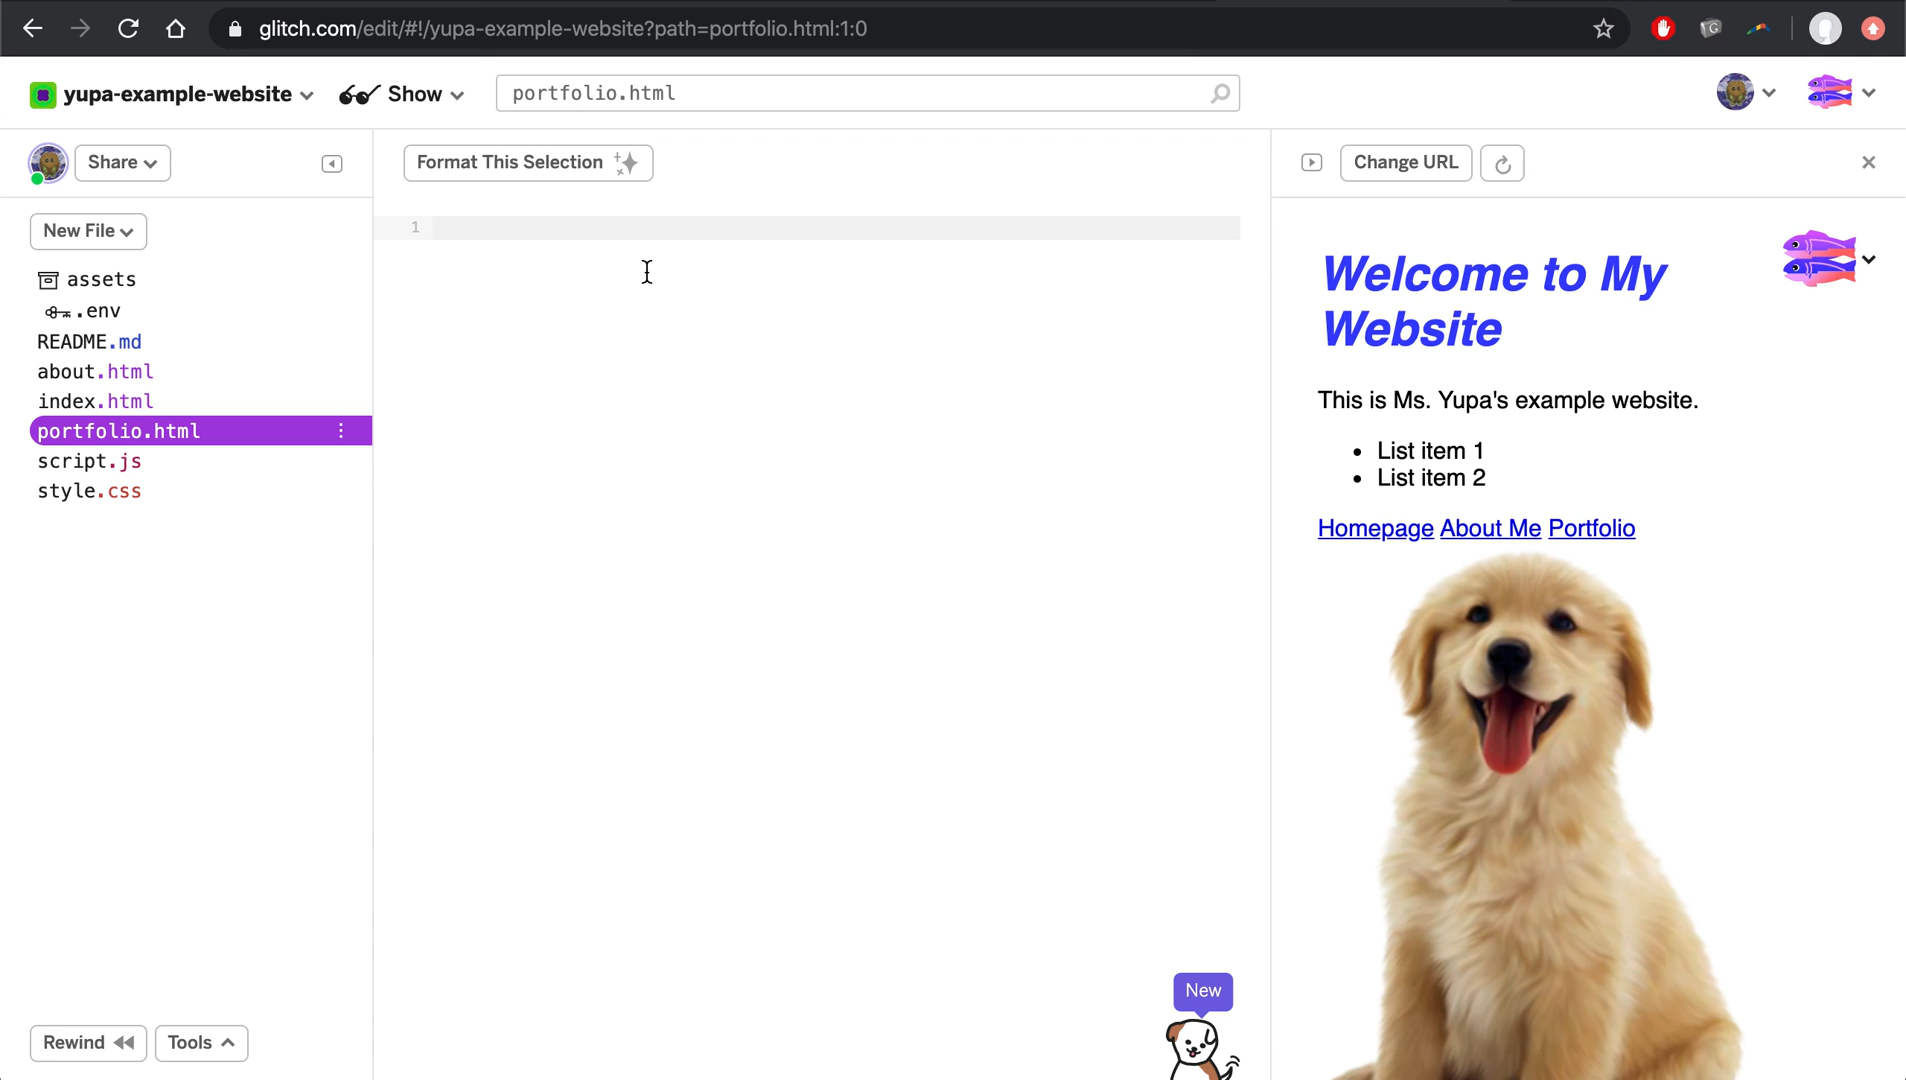 glitch.com/edit/#!/yupa-example-website?path=portfolio.html:1:0
yupa-example-website
Show
portfolio.html
Share
Format This Selection
Change URL
New File
1
assets
.env
README.md
about.html
index.html
portfolio.html
script.js
style.css
Welcome to My
Website
This is Ms. Yupa's example website.
• List item 1
• List item 2
Homepage About Me Portfolio
New
Rewind
Tools